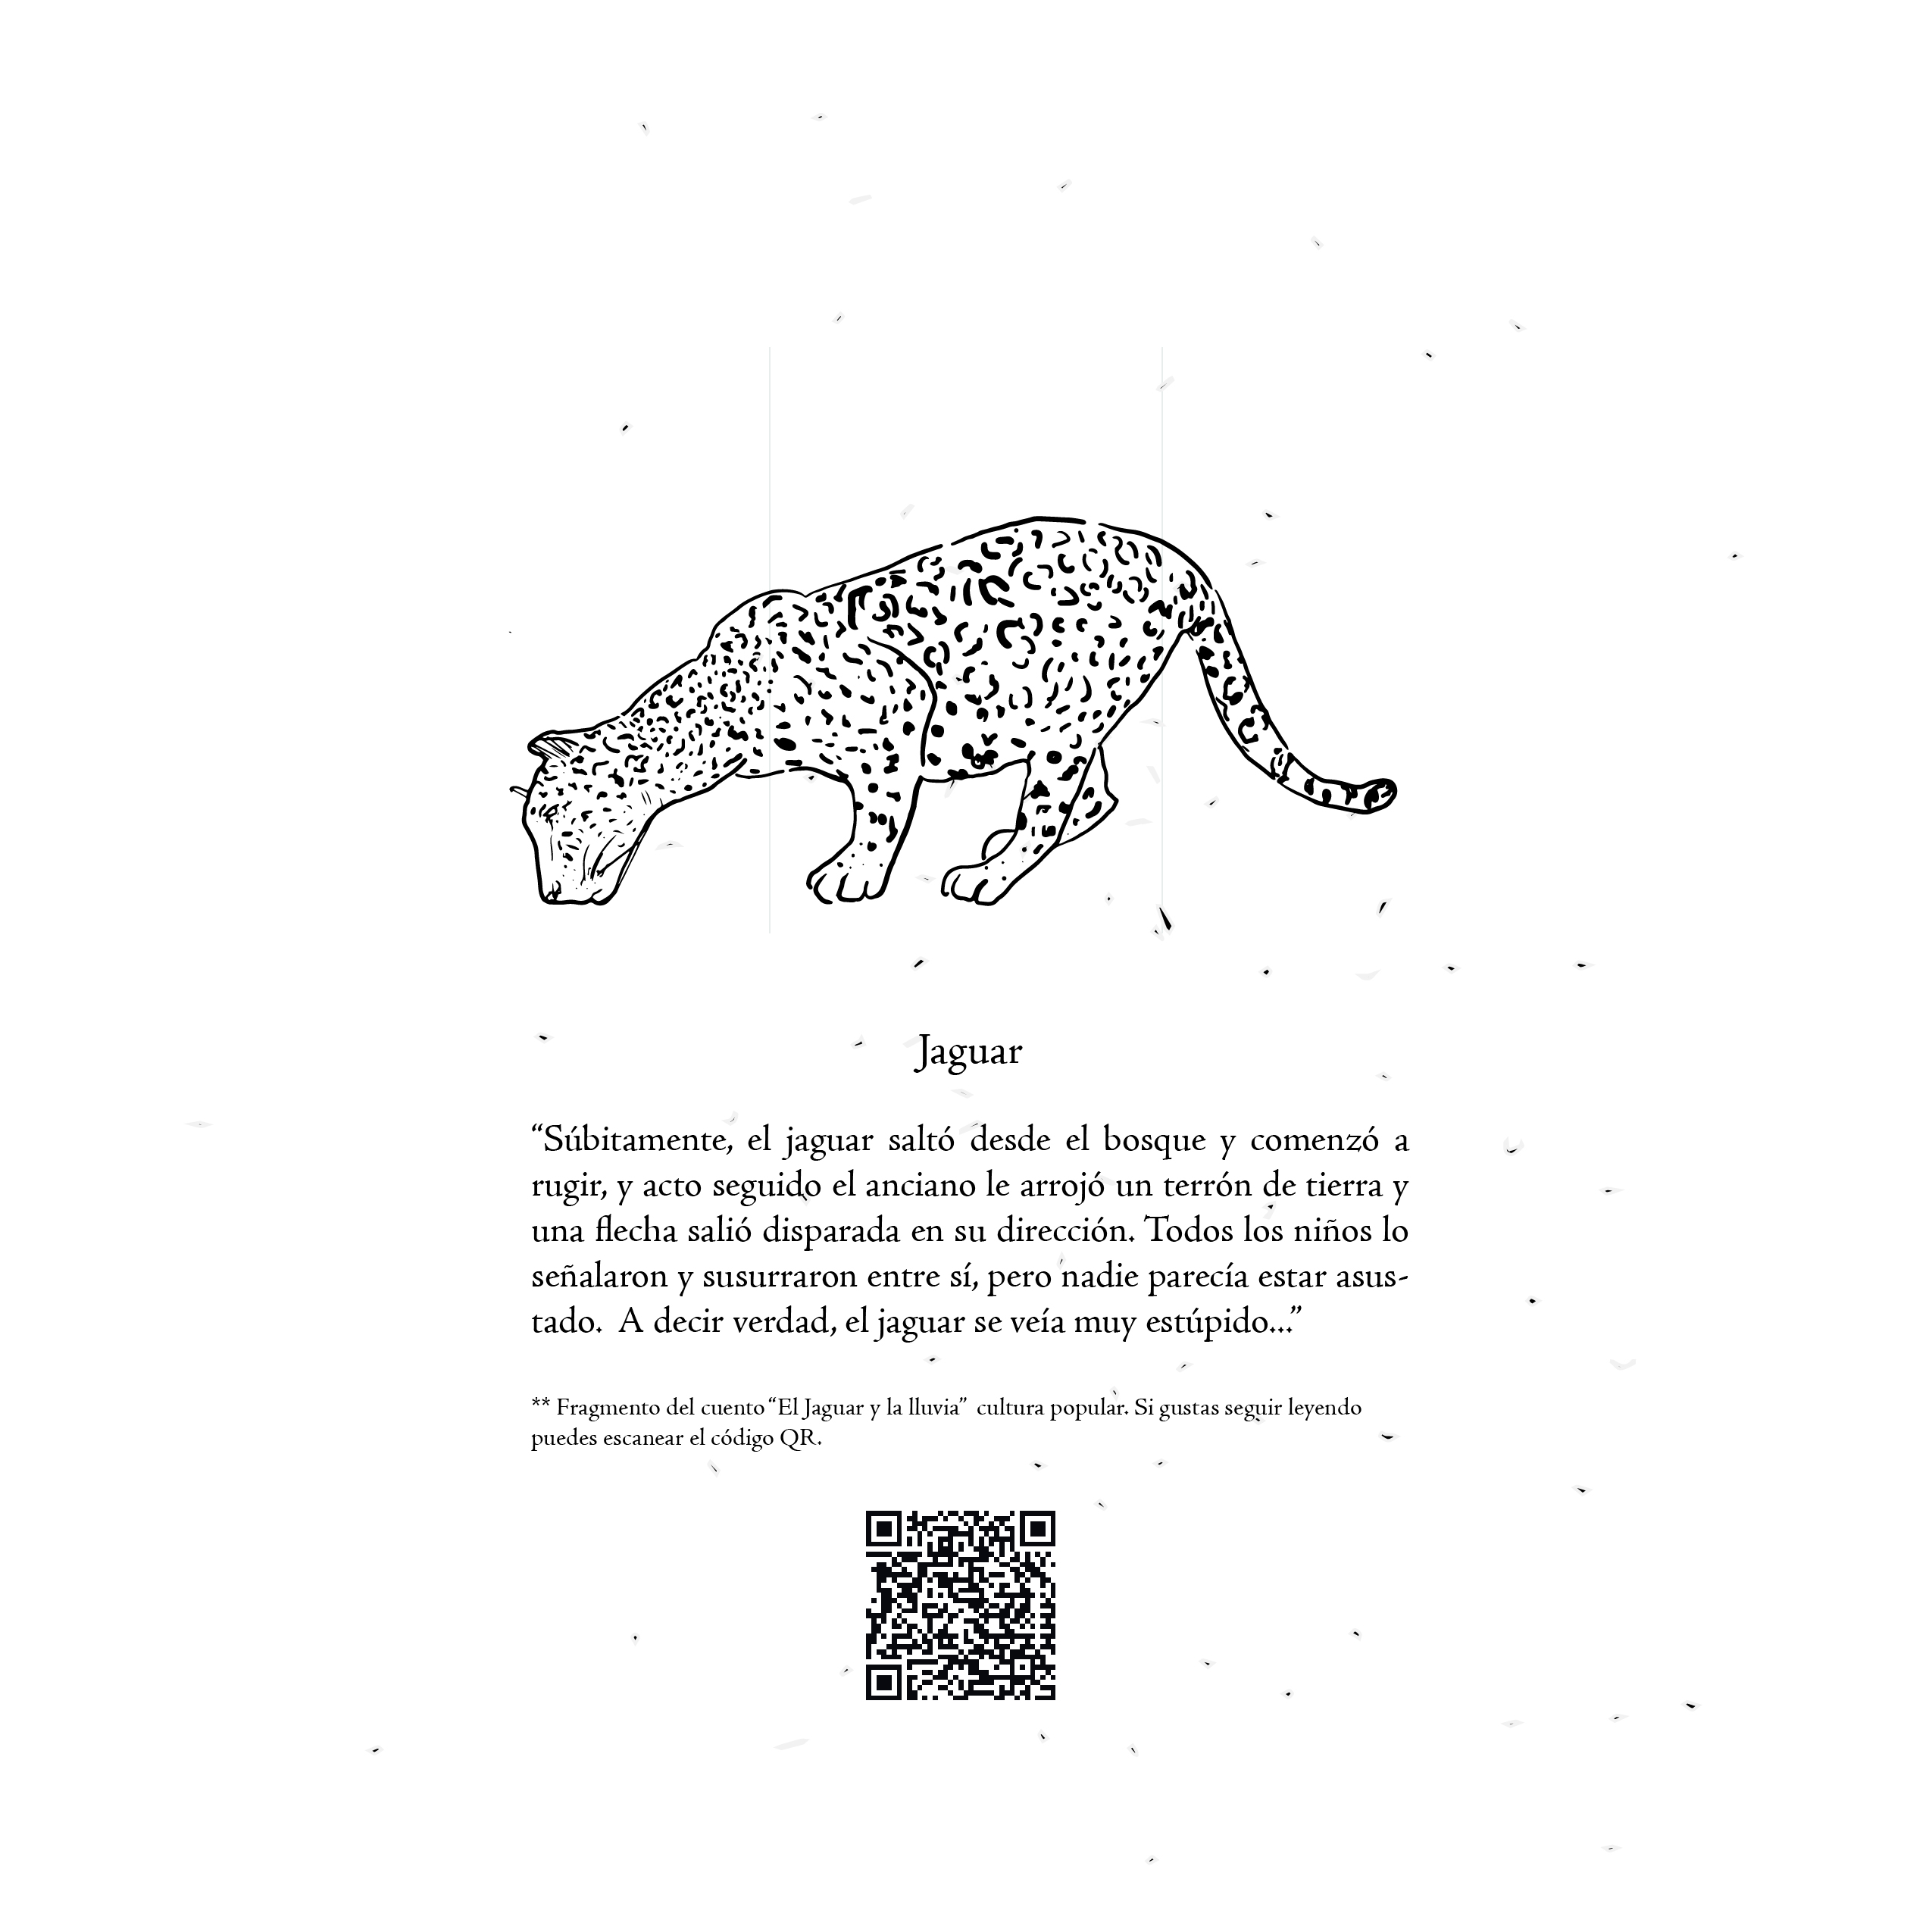 Jaguar
“Súbitamente, el jaguar saltó desde el bosque y comenzó a
rugir, y acto seguido el anciano le arrojó un terrón de tierra y
una flecha salió disparada en su dirección. Todos los niños lo
señalaron y susurraron entre sí, pero nadie parecía estar asus-
tado.  A decir verdad, el jaguar se veía muy estúpido...”
** Fragmento del cuento “El Jaguar y la lluvia”  cultura popular. Si gustas seguir leyendo
puedes escanear el código QR.